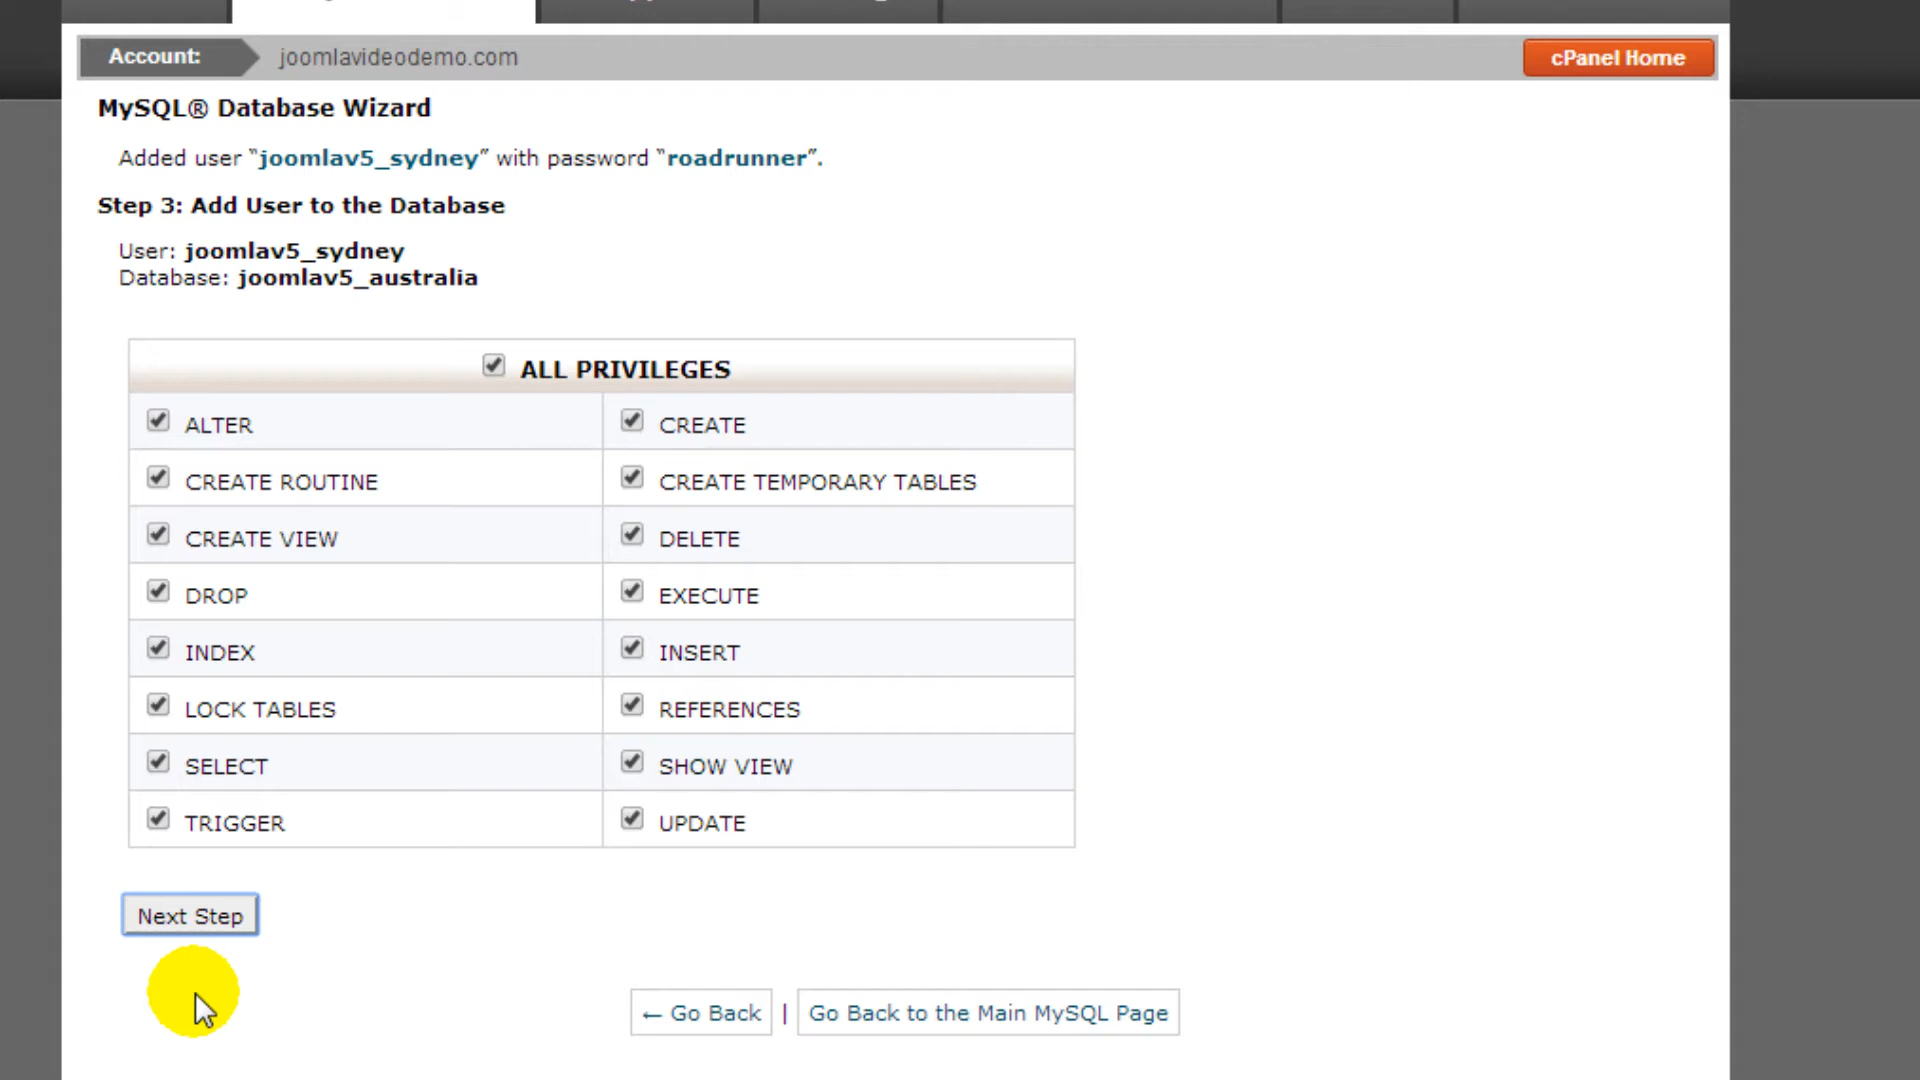 Account: joomlavideodemo.com cPanel Home
MySQL® Database Wizard
Added user “joomlav5_sydney” with password “roadrunner”.
Step 3: Add User to the Database
User: joomlav5_sydney
Database: joomlav5_australia
ALL PRIVILEGES
ALTER CREATE
CREATE ROUTINE CREATE TEMPORARY TABLES
CREATE VIEW DELETE
DROP EXECUTE
INDEX INSERT
LOCK TABLES REFERENCES
SELECT SHOW VIEW
TRIGGER UPDATE
Next Step
← Go Back | Go Back to the Main MySQL Page